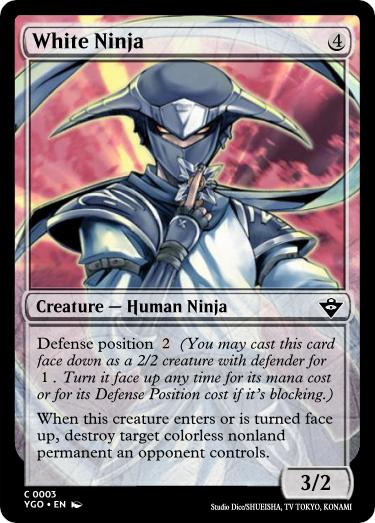 White Ninja 4
Creature — Human Ninja
Defense position 2 (You may cast this card
face down as a 2/2 creature with defender for
1 . Turn it face up any time for its mana cost
or for its Defense Position cost if it's blocking.)
When this creature enters or is turned face
up, destroy target colorless nonland
permanent an opponent controls.
3/2
C 0003
YGO • EN
Studio Dice/SHUEISHA, TV TOKYO, KONAMI